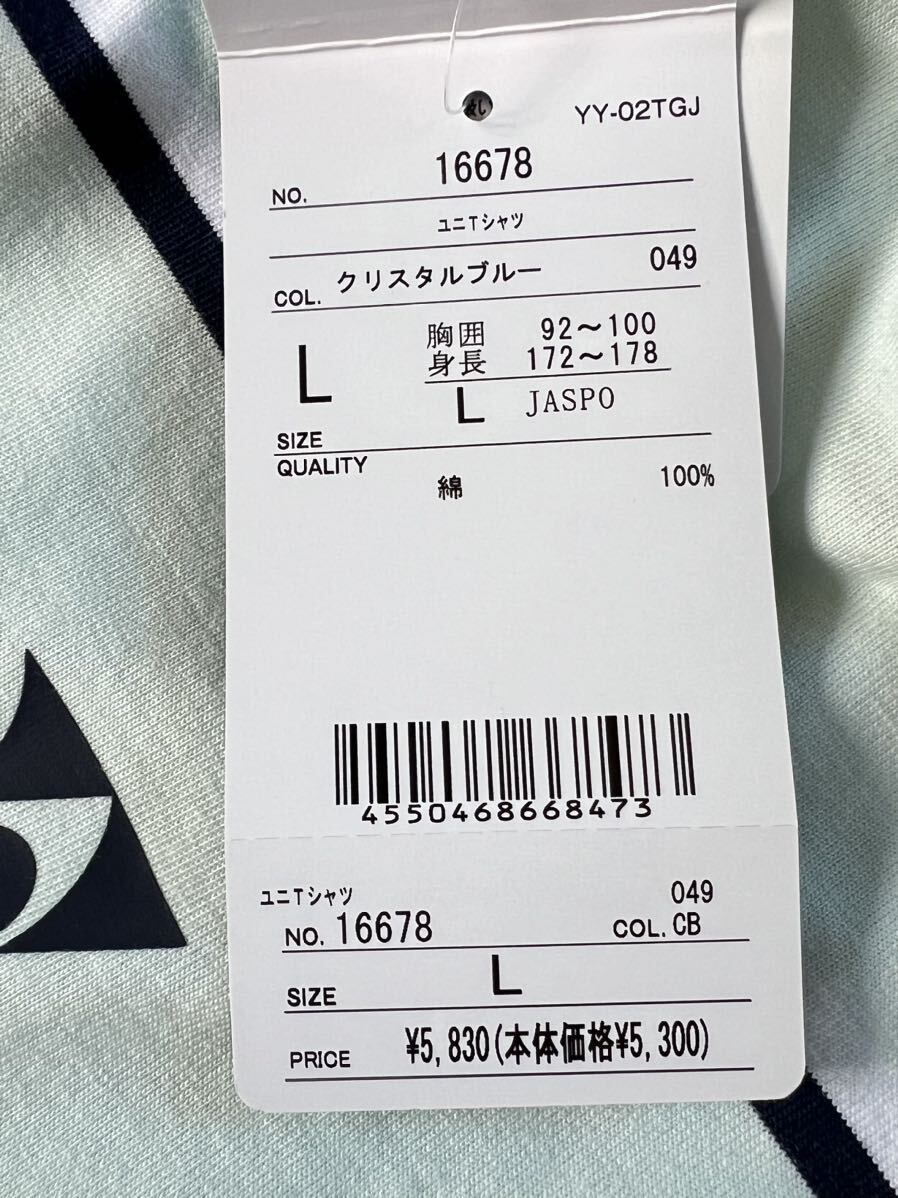 YY-02TGJ
NO. 16678
ユニTシャツ
COL. クリスタルブルー 049
L 胸囲 92～100
身長 172～178
L JASPO
SIZE
QUALITY
綿 100%
4550468668473
ユニTシャツ 049
NO. 16678 COL. CB
SIZE L
PRICE ¥5,830(本体価格¥5,300)